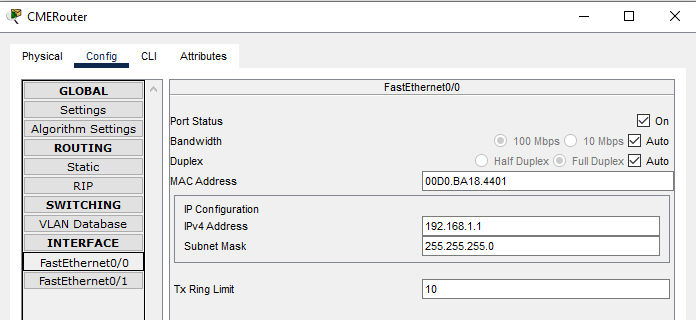 CMERouter
Physical Config CLI Attributes
GLOBAL
Settings
Algorithm Settings
ROUTING
Static
RIP
SWITCHING
VLAN Database
INTERFACE
FastEthernet0/0
FastEthernet0/1
FastEthernet0/0
Port Status On
Bandwidth 100 Mbps 10 Mbps Auto
Duplex Half Duplex Full Duplex Auto
MAC Address 00D0.BA18.4401
IP Configuration
IPv4 Address 192.168.1.1
Subnet Mask 255.255.255.0
Tx Ring Limit 10